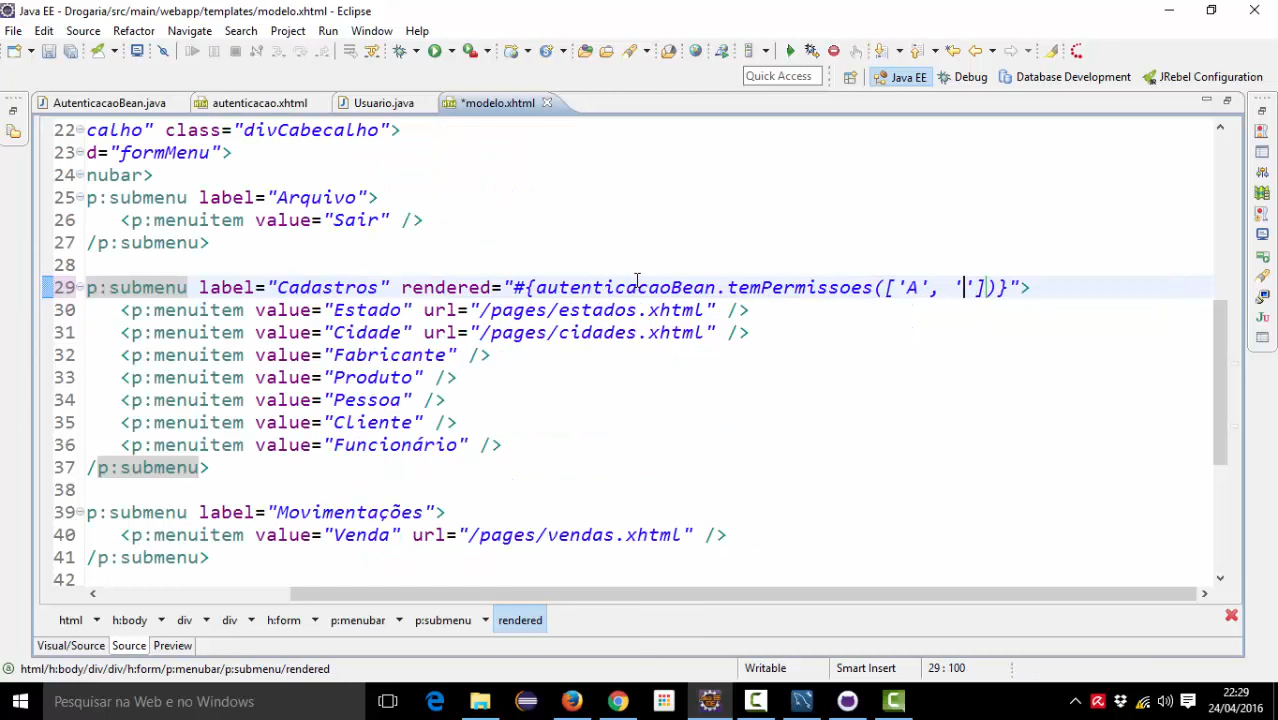 Java EE - Drogaria/src/main/webapp/templates/modelo.xhtml - Eclipse
File Edit Source Refactor Navigate Search Project Run Window Help
Quick Access Java EE Debug Database Development JRebel Configuration
AutenticacaoBean.java autenticacao.xhtml Usuario.java *modelo.xhtml
22 calho" class="divCabecalho">
23 d="formMenu">
24 nubar>
25 p:submenu label="Arquivo">
26 <p:menuitem value="Sair" />
27 /p:submenu>
28
29 p:submenu label="Cadastros" rendered="#{autenticacaoBean.temPermissoes(['A', ''])}">
30 <p:menuitem value="Estado" url="/pages/estados.xhtml" />
31 <p:menuitem value="Cidade" url="/pages/cidades.xhtml" />
32 <p:menuitem value="Fabricante" />
33 <p:menuitem value="Produto" />
34 <p:menuitem value="Pessoa" />
35 <p:menuitem value="Cliente" />
36 <p:menuitem value="Funcionário" />
37 /p:submenu>
38
39 p:submenu label="Movimentações">
40 <p:menuitem value="Venda" url="/pages/vendas.xhtml" />
41 /p:submenu>
42
html h:body div div h:form p:menubar p:submenu rendered
Visual/Source Source Preview
html/h:body/div/div/h:form/p:menubar/p:submenu/rendered Writable Smart Insert 29 : 100
Pesquisar na Web e no Windows 22:29
24/04/2016